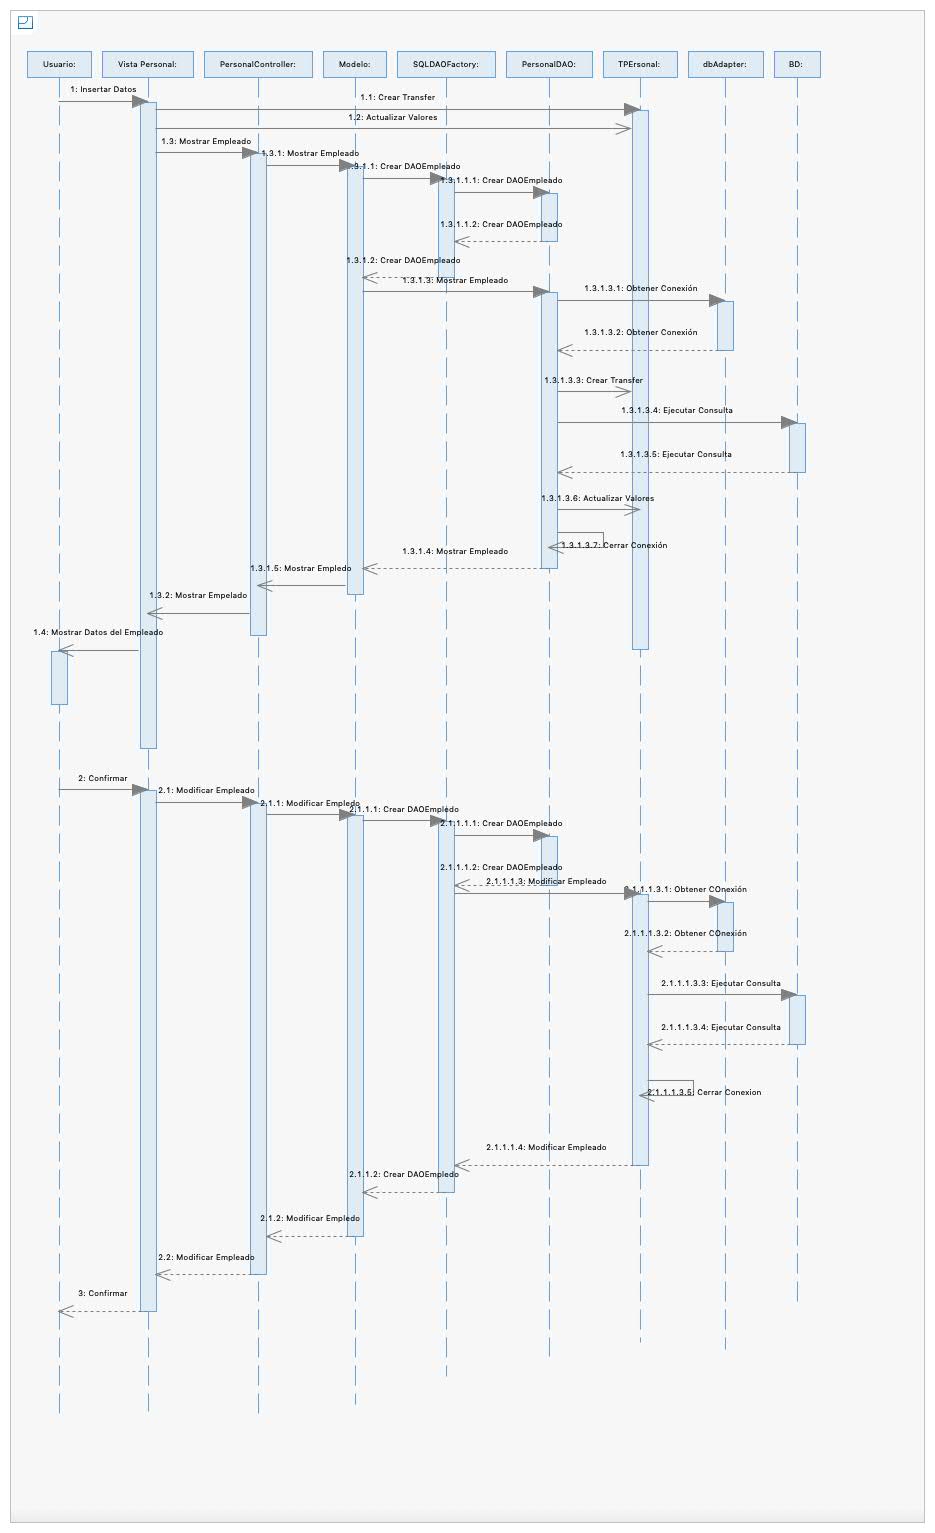 Usuario:
Vista Personal:
PersonalController:
Modelo:
SQLDAOFactory:
PersonalDAO:
TPErsonal:
dbAdapter:
BD:
1: Insertar Datos
1.1: Crear Transfer
1.2: Actualizar Valores
1.3: Mostrar Empleado
1.3.1: Mostrar Empleado
1.3.1.1: Crear DAOEmpleado
1.3.1.1.1: Crear DAOEmpleado
1.3.1.1.2: Crear DAOEmpleado
1.3.1.2: Crear DAOEmpleado
1.3.1.3: Mostrar Empleado
1.3.1.3.1: Obtener Conexión
1.3.1.3.2: Obtener Conexión
1.3.1.3.3: Crear Transfer
1.3.1.3.4: Ejecutar Consulta
1.3.1.3.5: Ejecutar Consulta
1.3.1.3.6: Actualizar Valores
1.3.1.3.7: Cerrar Conexión
1.3.1.4: Mostrar Empleado
1.3.1.5: Mostrar Empledo
1.3.2: Mostrar Empelado
1.4: Mostrar Datos del Empleado
2: Confirmar
2.1: Modificar Empleado
2.1.1: Modificar Empledo
2.1.1.1: Crear DAOEmpledo
2.1.1.1.1: Crear DAOEmpleado
2.1.1.1.2: Crear DAOEmpleado
2.1.1.1.3: Modificar Empleado
2.1.1.1.3.1: Obtener COnexión
2.1.1.1.3.2: Obtener COnexión
2.1.1.1.3.3: Ejecutar Consulta
2.1.1.1.3.4: Ejecutar Consulta
2.1.1.1.3.5: Cerrar Conexion
2.1.1.1.4: Modificar Empleado
2.1.1.2: Crear DAOEmpledo
2.1.2: Modificar Empledo
2.2: Modificar Empleado
3: Confirmar